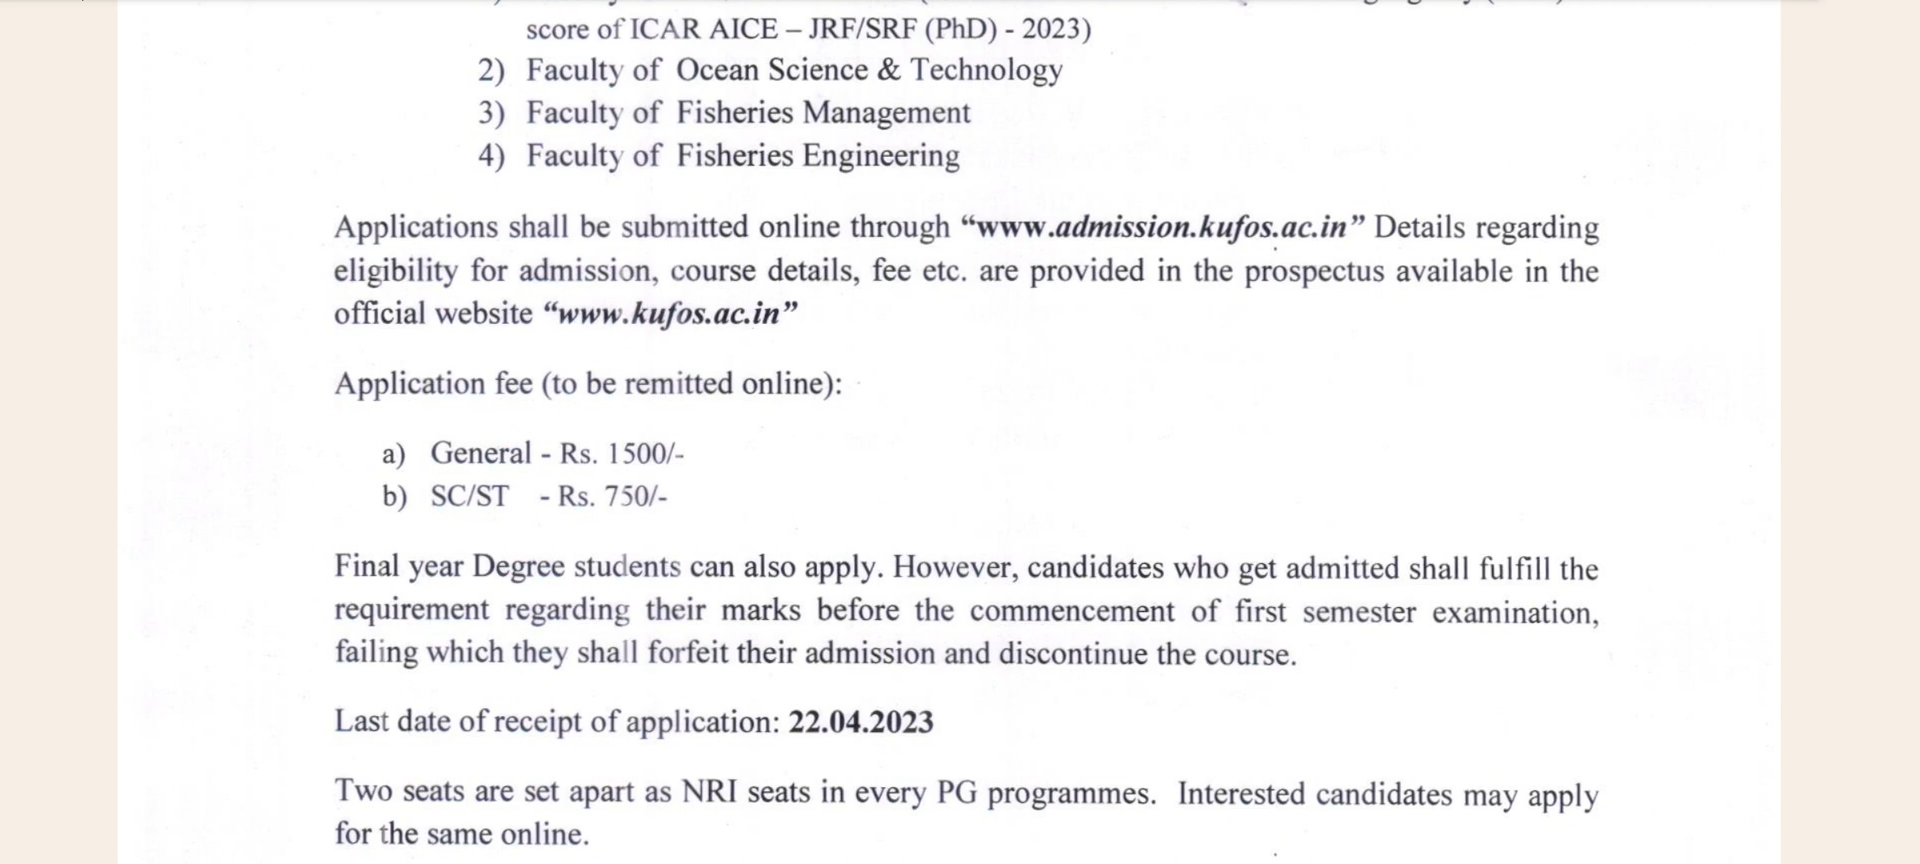 score of ICAR AICE – JRF/SRF (PhD) - 2023)
2) Faculty of Ocean Science & Technology
3) Faculty of Fisheries Management
4) Faculty of Fisheries Engineering
Applications shall be submitted online through “www.admission.kufos.ac.in” Details regarding
eligibility for admission, course details, fee etc. are provided in the prospectus available in the
official website “www.kufos.ac.in”
Application fee (to be remitted online):
a) General - Rs. 1500/-
b) SC/ST - Rs. 750/-
Final year Degree students can also apply. However, candidates who get admitted shall fulfill the
requirement regarding their marks before the commencement of first semester examination,
failing which they shall forfeit their admission and discontinue the course.
Last date of receipt of application: 22.04.2023
Two seats are set apart as NRI seats in every PG programmes. Interested candidates may apply
for the same online.